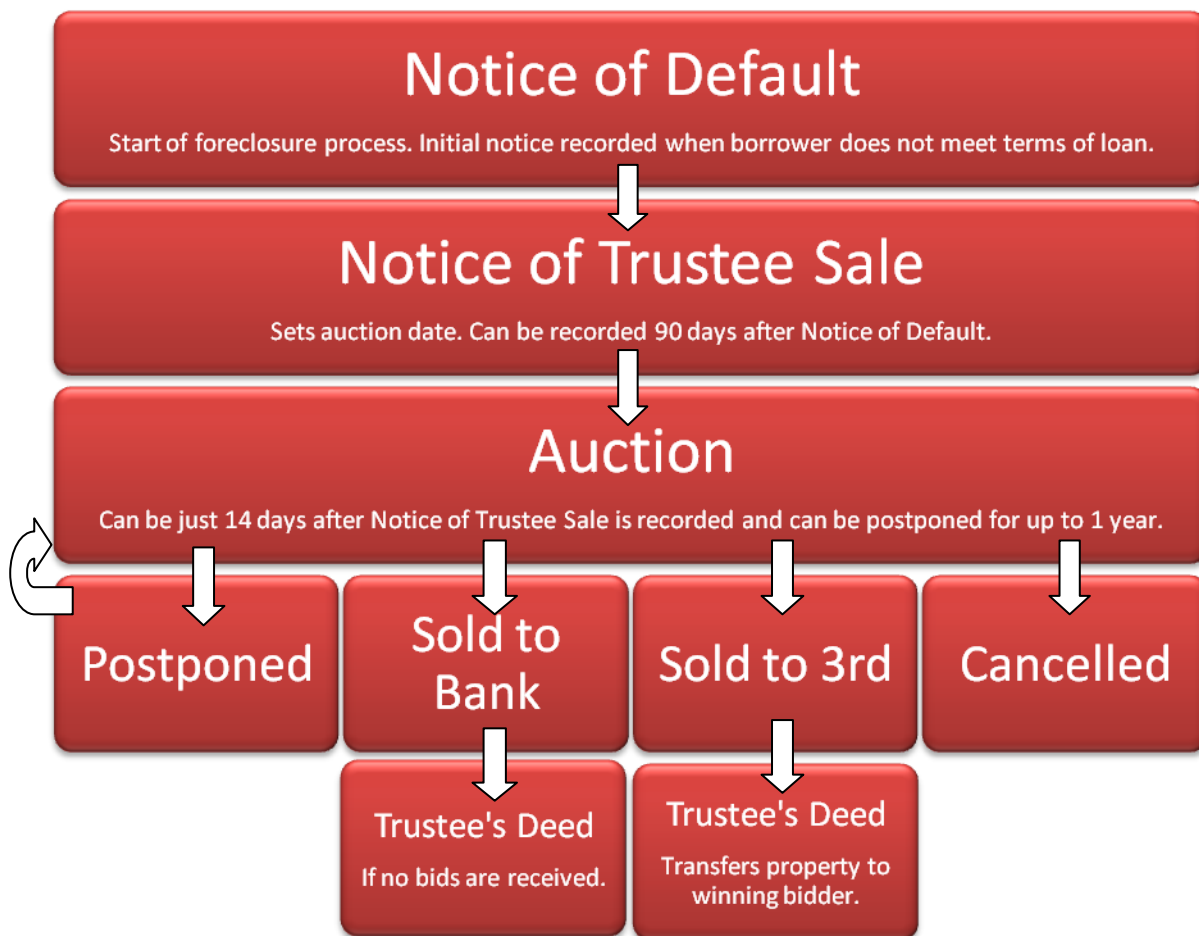 Notice of Default
Start of foreclosure process. Initial notice recorded when borrower does not meet terms of loan.
Notice of Trustee Sale
Sets auction date. Can be recorded 90 days after Notice of Default.
Auction
Can be just 14 days after Notice of Trustee Sale is recorded and can be postponed for up to 1 year.
Postponed
Sold to
Bank
Sold to 3rd
Cancelled
Trustee's Deed
If no bids are received.
Trustee's Deed
Transfers property to
winning bidder.